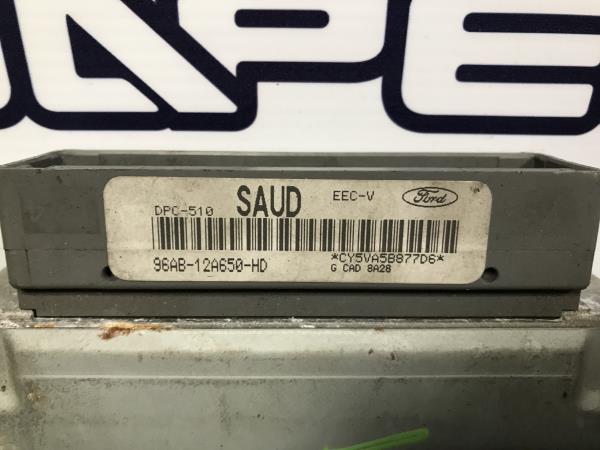 DPC-510 SAUD EEC-V Ford
96AB-12A650-HD *CY5VA5B877D6*
G CAD 8A28